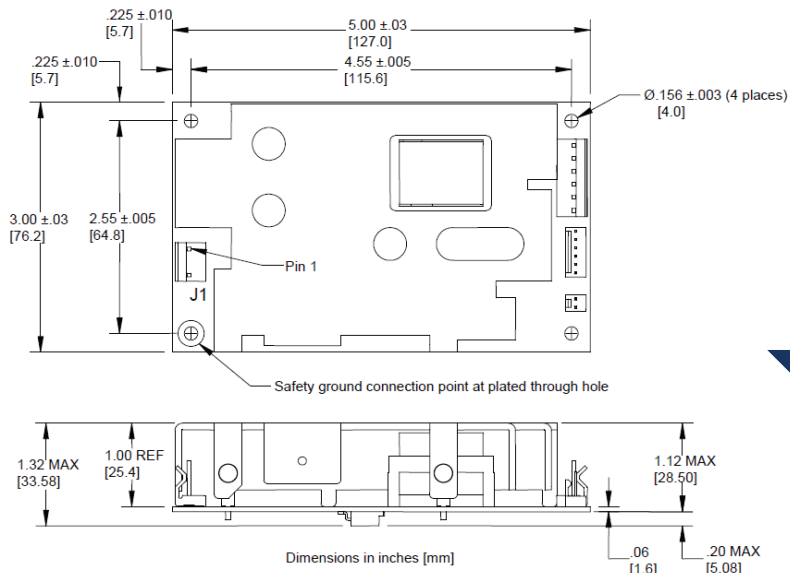 .225 ±.010
[5.7]
5.00 ±.03
[127.0]
.225 ±.010
[5.7]
4.55 ±.005
[115.6]
Ø.156 ±.003 (4 places)
[4.0]
3.00 ±.03
[76.2]
2.55 ±.005
[64.8]
Pin 1
J1
Safety ground connection point at plated through hole
1.32 MAX
[33.58]
1.00 REF
[25.4]
1.12 MAX
[28.50]
Dimensions in inches [mm]
.06
[1.6]
.20 MAX
[5.08]